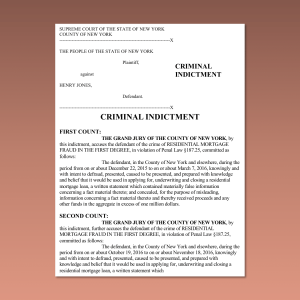 SUPREME COURT OF THE STATE OF NEW YORK
COUNTY OF NEW YORK
----------------------------------------------------------X
THE PEOPLE OF THE STATE OF NEW YORK
Plaintiff,
against
CRIMINAL
INDICTMENT
HENRY JONES,
Defendant.
----------------------------------------------------------X
CRIMINAL INDICTMENT
FIRST COUNT:
THE GRAND JURY OF THE COUNTY OF NEW YORK, by
this indictment, accuses the defendant of the crime of RESIDENTIAL MORTGAGE
FRAUD IN THE FIRST DEGREE, in violation of Penal Law §187.25, committed as
follows:
The defendant, in the County of New York and elsewhere, during the
period from on or about December 22, 2015 to on or about March 7, 2016, knowingly and
with intent to defraud, presented, caused to be presented, and prepared with knowledge
and belief that it would be used in applying for, underwriting and closing a residential
mortgage loan, a written statement which contained materially false information
concerning a fact material thereto; and concealed, for the purpose of misleading,
information concerning a fact material thereto and thereby received proceeds and any
other funds in the aggregate in excess of one million dollars.
SECOND COUNT:
THE GRAND JURY OF THE COUNTY OF NEW YORK, by
this indictment, further accuses the defendant of the crime of RESIDENTIAL
MORTGAGE FRAUD IN THE FIRST DEGREE, in violation of Penal Law §187.25,
committed as follows:
The defendant, in the County of New York and elsewhere, during the
period from on or about October 19, 2016 to on or about November 18, 2016, knowingly
and with intent to defraud, presented, caused to be presented, and prepared with
knowledge and belief that it would be used in applying for, underwriting and closing a
residential mortgage loan, a written statement which